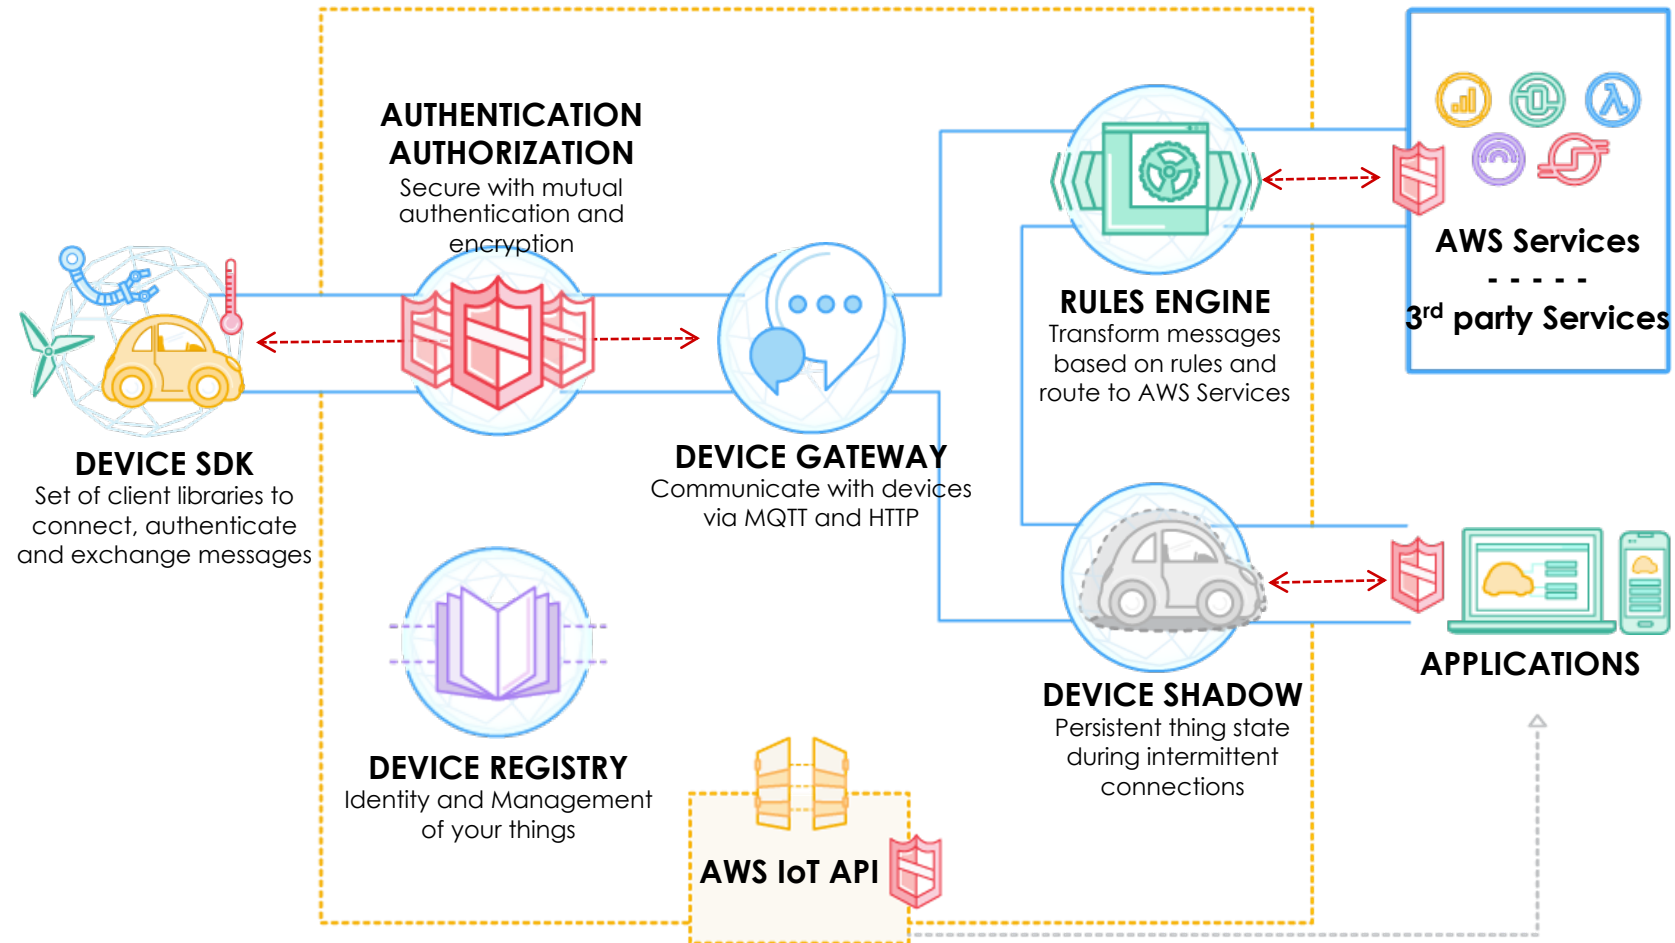 AUTHENTICATION
AUTHORIZATION
Secure with mutual
authentication and
encryption
DEVICE SDK
Set of client libraries to
connect, authenticate
and exchange messages
DEVICE GATEWAY
Communicate with devices
via MQTT and HTTP
RULES ENGINE
Transform messages
based on rules and
route to AWS Services
AWS Services
- - - - -
3rd party Services
DEVICE REGISTRY
Identity and Management
of your things
AWS IoT API
DEVICE SHADOW
Persistent thing state
during intermittent
connections
APPLICATIONS